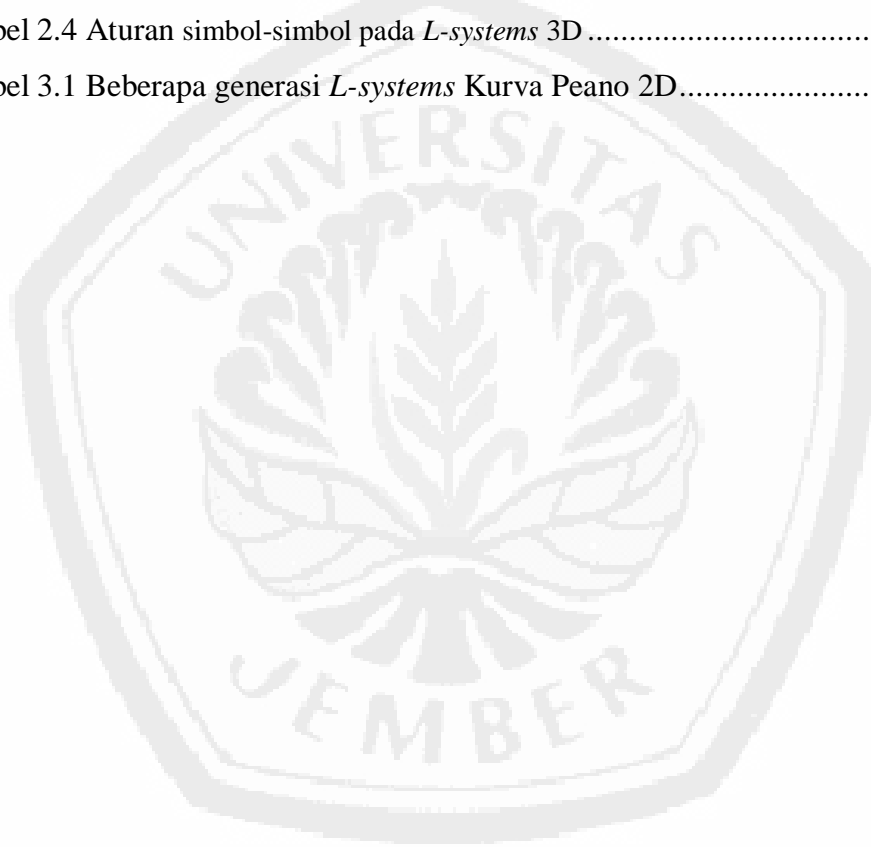 bel 2.4 Aturan simbol-simbol pada L-systems 3D ..................................
bel 3.1 Beberapa generasi L-systems Kurva Peano 2D.......................
UNIVERSITAS
JEMBER